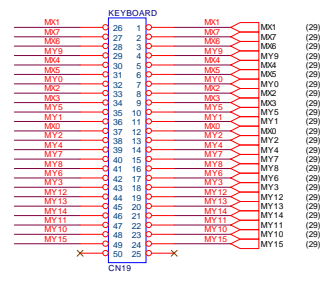 KEYBOARD
MX1 26 1 MX1 MX1 (29)
MX7 27 2 MX7 MX7 (29)
MX6 28 3 MX6 MX6 (29)
MY9 29 4 MY9 MY9 (29)
MX4 30 5 MX4 MX4 (29)
MX5 31 6 MX5 MX5 (29)
MY0 32 7 MY0 MY0 (29)
MX2 33 8 MX2 MX2 (29)
MX3 34 9 MX3 MX3 (29)
MY5 35 10 MY5 MY5 (29)
MY1 36 11 MY1 MY1 (29)
MX0 37 12 MX0 MX0 (29)
MY2 38 13 MY2 MY2 (29)
MY4 39 14 MY4 MY4 (29)
MY7 40 15 MY7 MY7 (29)
MY8 41 16 MY8 MY8 (29)
MY6 42 17 MY6 MY6 (29)
MY3 43 18 MY3 MY3 (29)
MY12 44 19 MY12 MY12 (29)
MY13 45 20 MY13 MY13 (29)
MY14 46 21 MY14 MY14 (29)
MY11 47 22 MY11 MY11 (29)
MY10 48 23 MY10 MY10 (29)
MY15 49 24 MY15 MY15 (29)
50 25
CN19